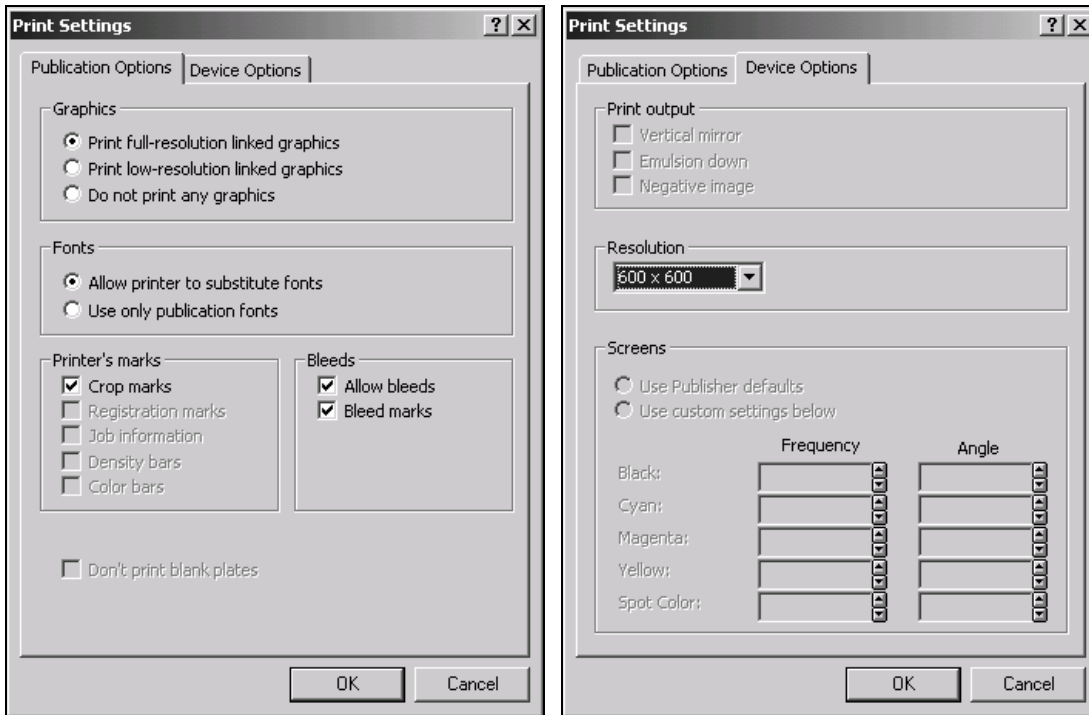 Print Settings
Publication Options
Device Options
Graphics
Print full-resolution linked graphics
Print low-resolution linked graphics
Do not print any graphics
Fonts
Allow printer to substitute fonts
Use only publication fonts
Printer's marks
Crop marks
Registration marks
Job information
Density bars
Color bars
Bleeds
Allow bleeds
Bleed marks
Don't print blank plates
OK
Cancel
Print Settings
Publication Options
Device Options
Print output
Vertical mirror
Emulsion down
Negative image
Resolution
600 x 600
Screens
Use Publisher defaults
Use custom settings below
Frequency
Angle
Black:
Cyan:
Magenta:
Yellow:
Spot Color:
OK
Cancel